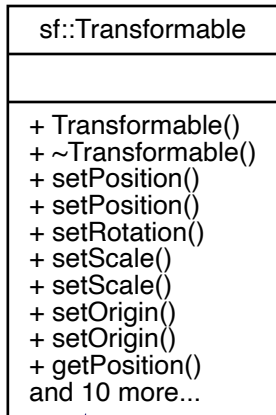 sf::Transformable
+ Transformable()
+ ~Transformable()
+ setPosition()
+ setPosition()
+ setRotation()
+ setScale()
+ setScale()
+ setOrigin()
+ setOrigin()
+ getPosition()
and 10 more...